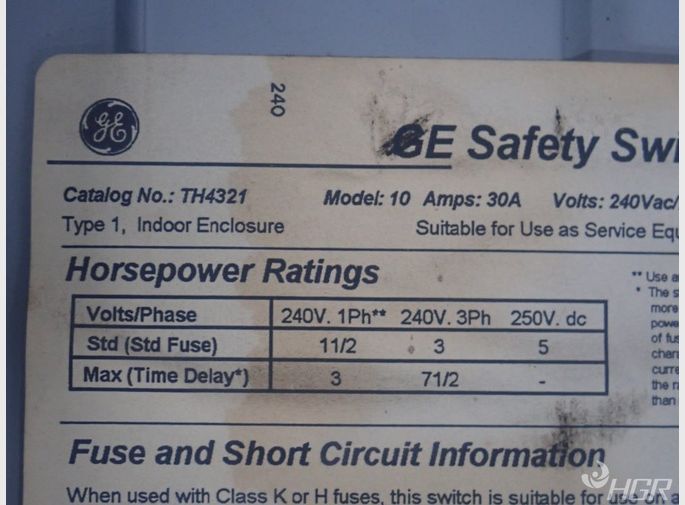 240
GE
GE Safety Swi
Catalog No.: TH4321 Model: 10 Amps: 30A Volts: 240Vac/
Type 1, Indoor Enclosure Suitable for Use as Service Equ
Horsepower Ratings
** Use a
* The s
more
powe
of fus
chara
curre
the ra
than
Volts/Phase 240V. 1Ph** 240V. 3Ph 250V. dc
Std (Std Fuse) 11/2 3 5
Max (Time Delay*) 3 71/2 -
Fuse and Short Circuit Information
When used with Class K or H fuses, this switch is suitable for use on a
HGR